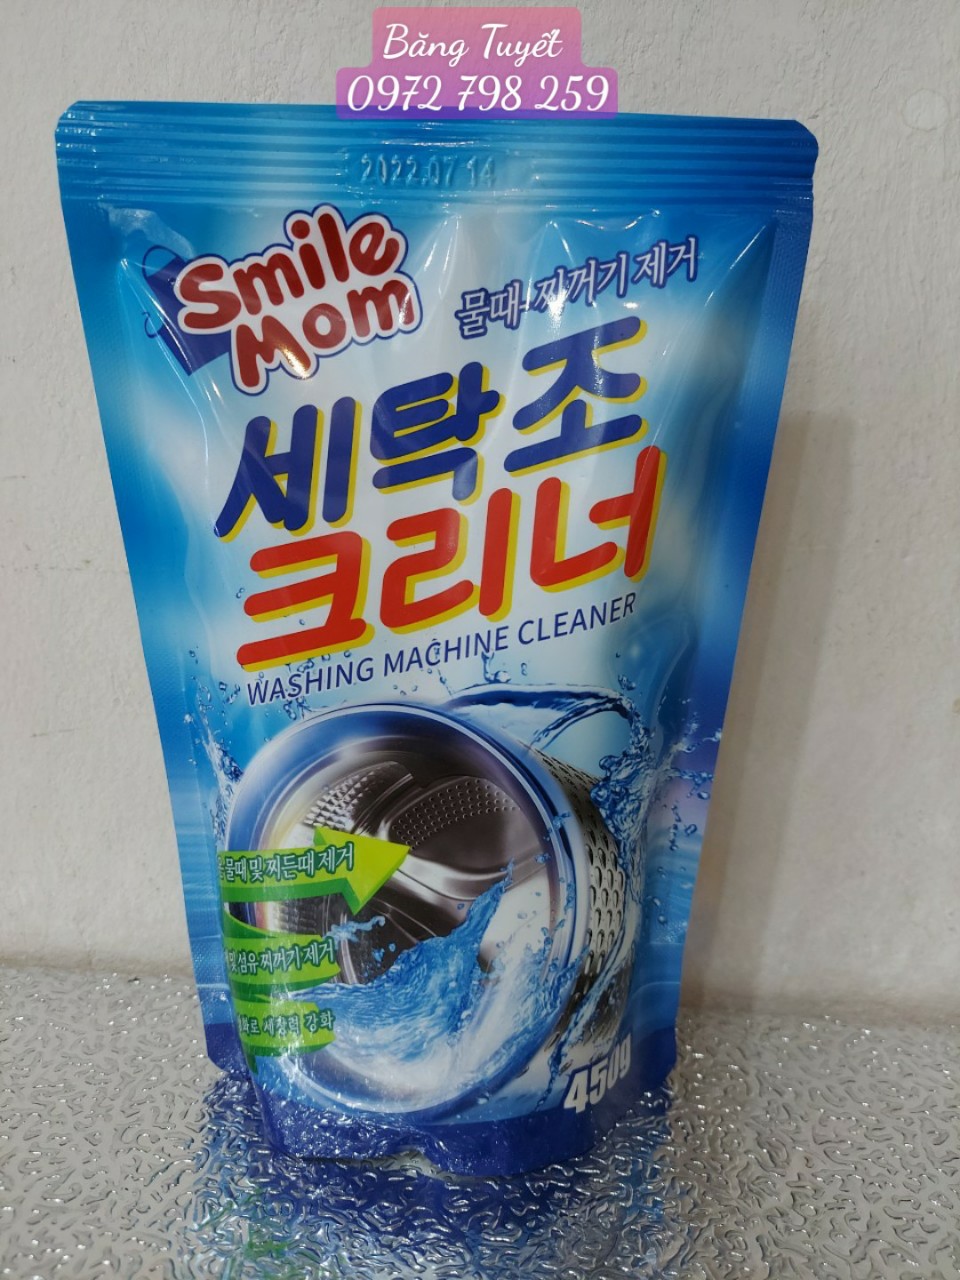 Băng Tuyết
0972 798 259
2022.07 14
Smile
Mom
물때·찌꺼기 제거
세탁조
크리너
WASHING MACHINE CLEANER
물때 및 찌든때 제거
및 섬유 찌꺼기 제거
세정력 강화
450g